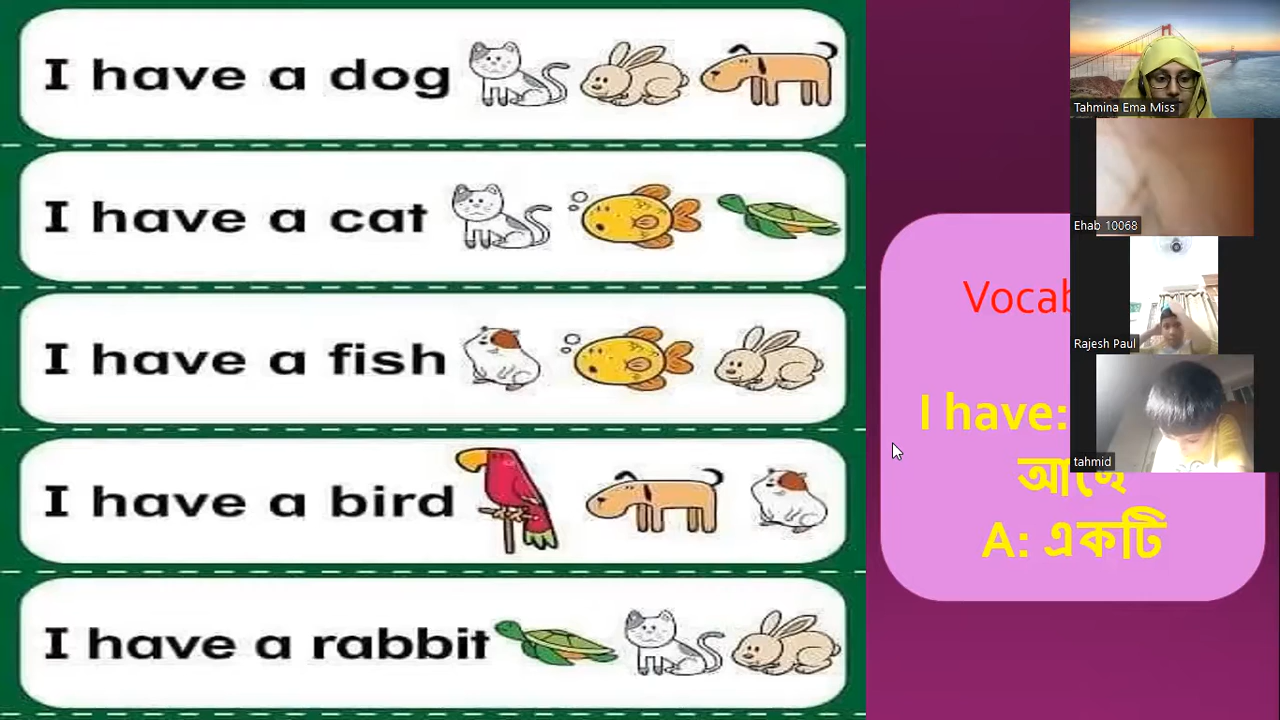 I have a dog
I have a cat
I have a fish
I have a bird
I have a rabbit
I have:
আছে
A: একটি
Tahmina Ema Miss
Ehab 10068
Rajesh Paul
tahmid